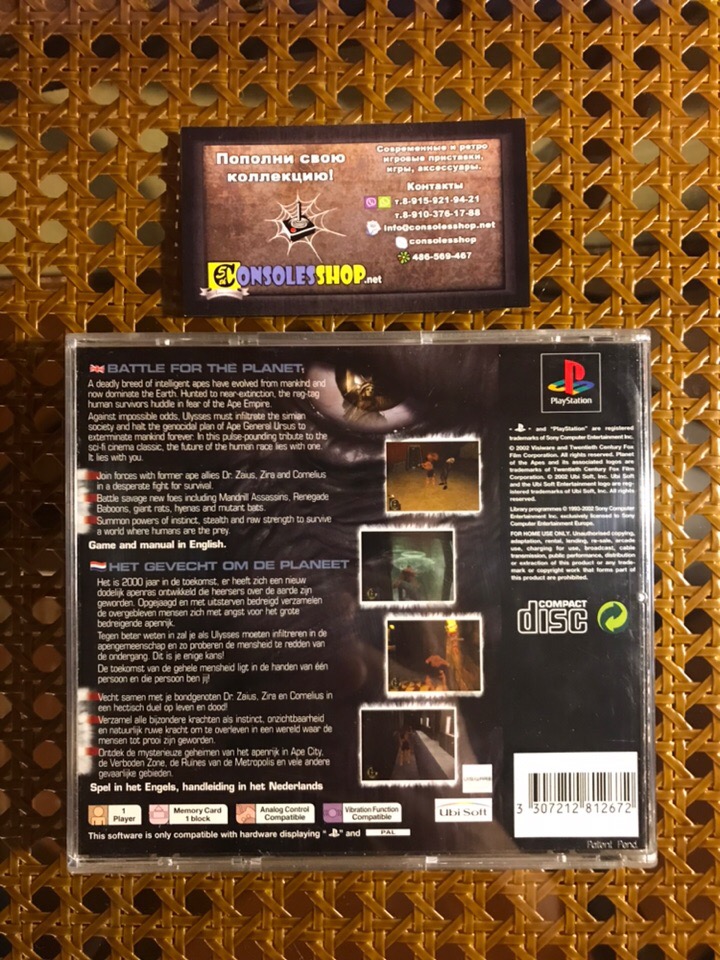 Пополни свою
коллекцию!
Современные и ретро
игровые приставки,
игры, аксессуары.
Контакты
т.8-915-921-94-21
т.8-910-376-17-88
info@consolesshop.net
consolesshop
486-569-467
CONSOLESSHOP.net
BATTLE FOR THE PLANET
A deadly breed of intelligent apes have evolved from mankind and
now dominate the Earth. Hunted to near-extinction, the rag-tag
human survivors huddle in fear of the Ape Empire.
Against impossible odds, Ulysses must infiltrate the simian
society and halt the genocidal plan of Ape General Ursus to
exterminate mankind forever. In this pulse-pounding tribute to the
sci-fi cinema classic, the future of the human race lies with one.
It lies with you.
Join forces with former ape allies Dr. Zaius, Zira and Cornelius
in a desperate fight for survival.
Battle savage new foes including Mandrill Assassins, Renegade
Baboons, giant rats, hyenas and mutant bats.
Summon powers of instinct, stealth and raw strength to survive
a world where humans are the prey.
Game and manual in English.
HET GEVECHT OM DE PLANEET
Het is 2000 jaar in de toekomst, er heeft zich een nieuw
dodelijk apenras ontwikkeld die heersers over de aarde zijn
geworden. Opgejaagd en met uitsterven bedreigd verzamelen
de overgebleven mensen zich met angst voor het grote
bedreigende apenrijk.
Tegen beter weten in zal je als Ulysses moeten infiltreren in de
apengemeenschap en zo proberen de mensheid te redden van
de ondergang. Dit is je enige kans!
De toekomst van de gehele mensheid ligt in de handen van één
persoon en die persoon ben jij!
Vecht samen met je bondgenoten Dr. Zaius, Zira en Cornelius in
een hectisch duel op leven en dood!
Verzamel alle bijzondere krachten als instinct, onzichtbaarheid
en natuurlijk ruwe kracht om te overleven in een wereld waar de
mensen tot prooi zijn geworden.
Ontdek de mysterieuze geheimen van het apenrijk in Ape City,
de Verboden Zone, de Ruïnes van de Metropolis en vele andere
gevaarlijke gebieden.
Spel in het Engels, handleiding in het Nederlands
1
Player
Memory Card
1 block
Analog Control
Compatible
Vibration Function
Compatible
This software is only compatible with hardware displaying " " and PAL
PlayStation
" " and "PlayStation" are registered
trademarks of Sony Computer Entertainment Inc.
© 2002 Visiware and Twentieth Century Fox
Film Corporation. All rights reserved. Planet
of the Apes and its associated logos are
trademarks of Twentieth Century Fox Film
Corporation. © 2002 Ubi Soft. Ubi Soft
and the Ubi Soft Entertainment logo are reg-
istered trademarks of Ubi Soft. All rights
reserved.
Library programmes © 1993-2002 Sony Computer
Entertainment Inc. exclusively licensed to Sony
Computer Entertainment Europe.
FOR HOME USE ONLY. Unauthorised copying,
adaptation, rental, lending, re-sale, arcade
use, charging for use, broadcast, cable
transmission, public performance, distribution
or extraction of this product or any trade-
mark or copyright work that forms part of
this product are prohibited.
COMPACT
disc
VISIWARE
Ubi Soft
3 307212 812672
Patent Pend